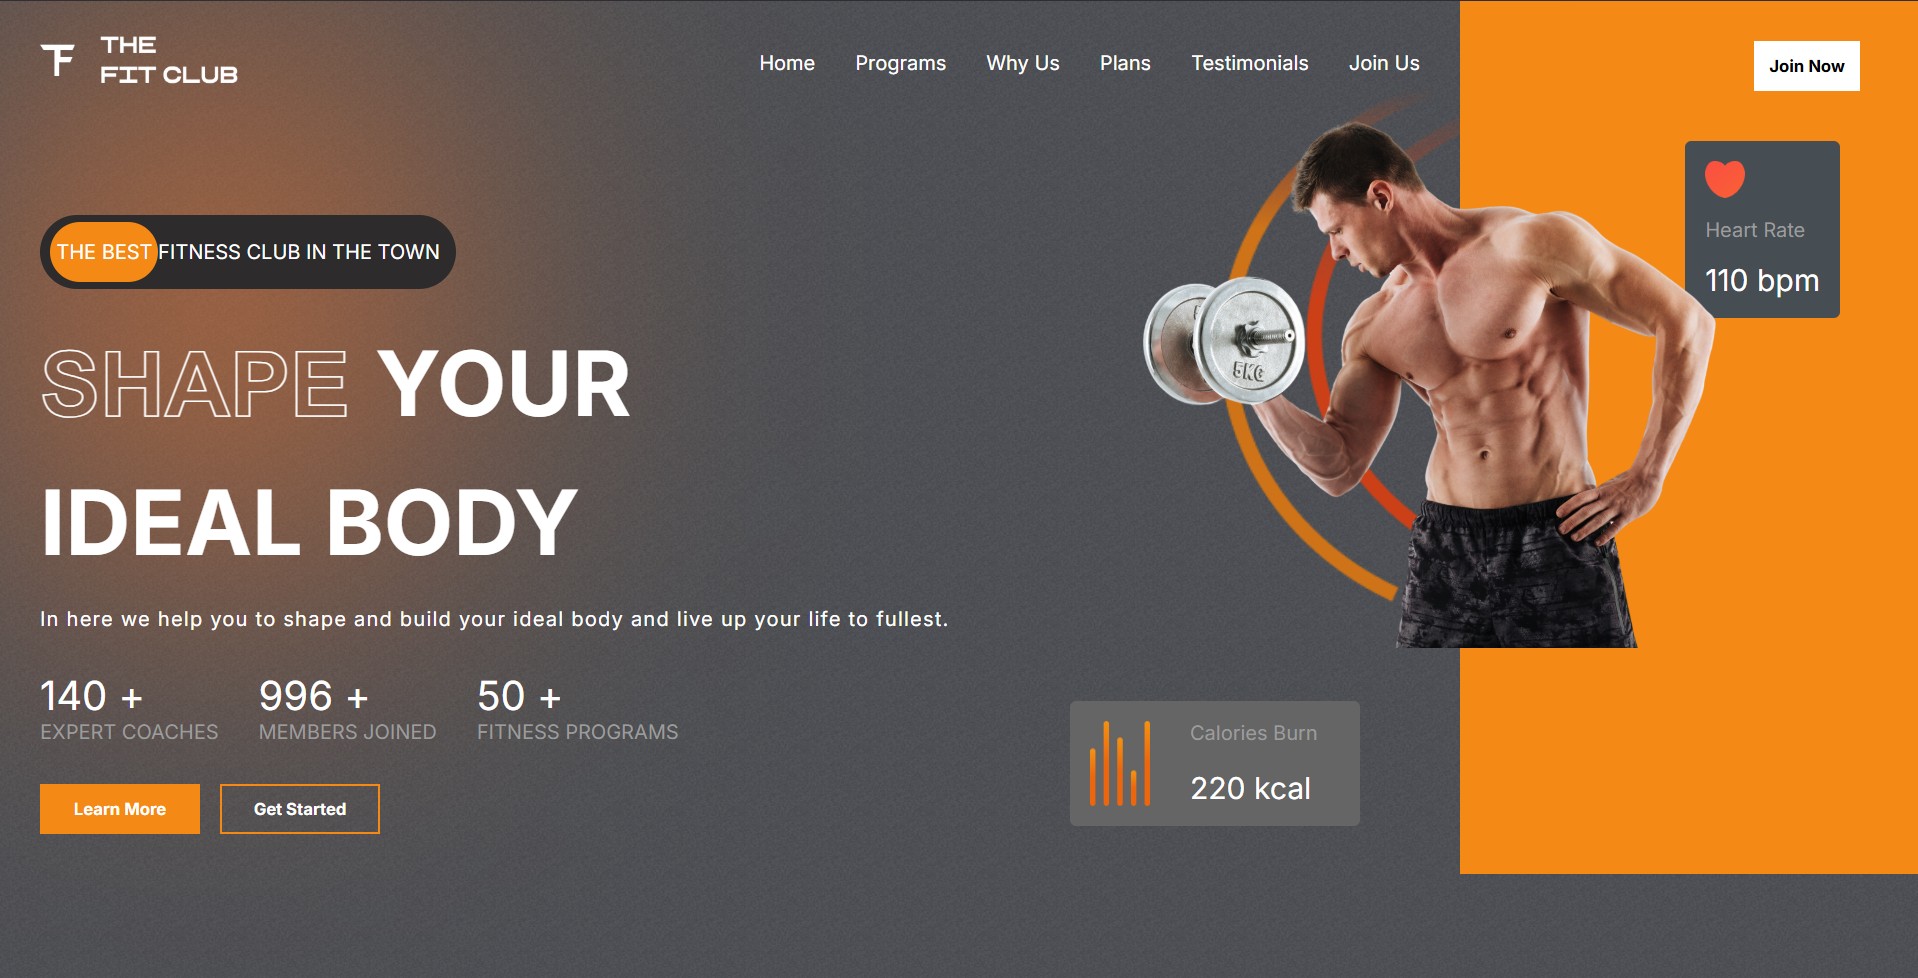 THE
FIT CLUB
Home Programs Why Us Plans Testimonials Join Us
Join Now
THE BEST FITNESS CLUB IN THE TOWN
SHAPE YOUR
IDEAL BODY
In here we help you to shape and build your ideal body and live up your life to fullest.
140 + 996 + 50 +
EXPERT COACHES MEMBERS JOINED FITNESS PROGRAMS
Learn More Get Started
5KG
Heart Rate
110 bpm
Calories Burn
220 kcal